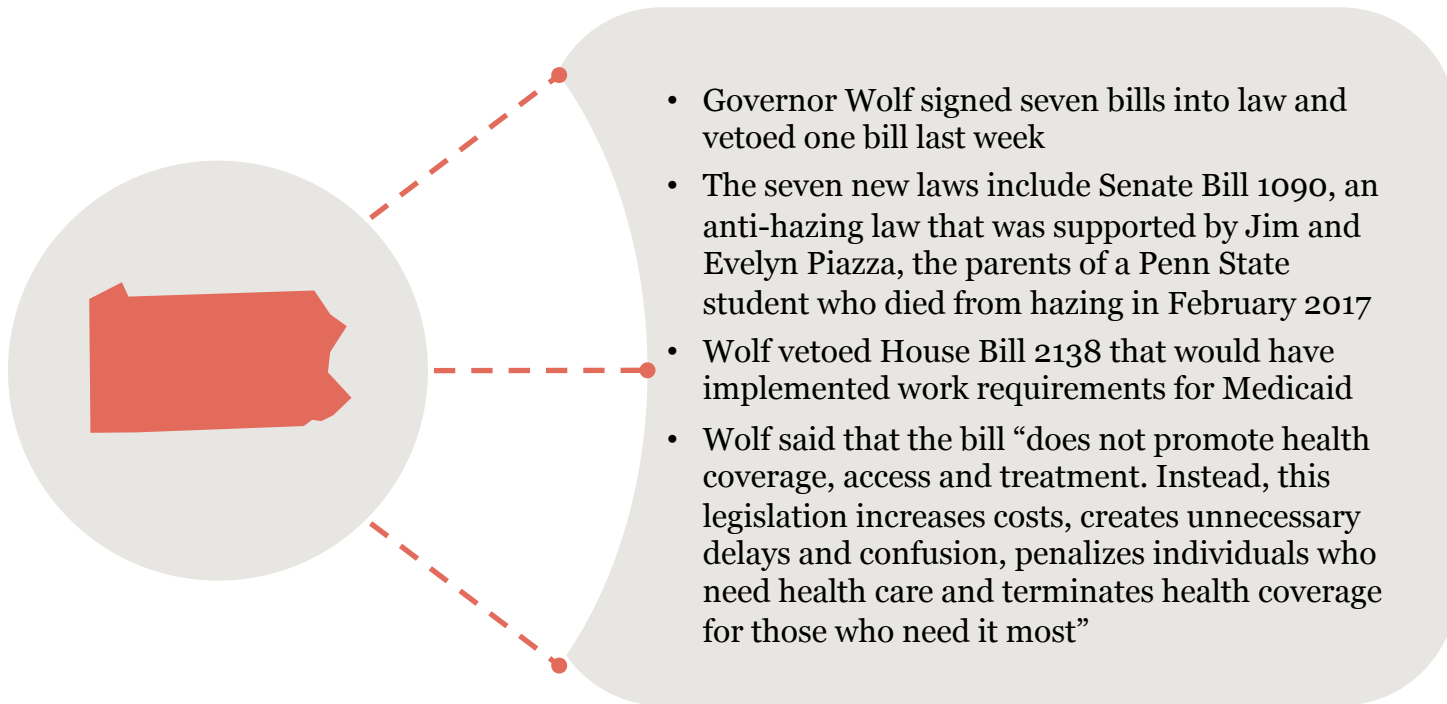 • Governor Wolf signed seven bills into law and
vetoed one bill last week
• The seven new laws include Senate Bill 1090, an
anti-hazing law that was supported by Jim and
Evelyn Piazza, the parents of a Penn State
student who died from hazing in February 2017
• Wolf vetoed House Bill 2138 that would have
implemented work requirements for Medicaid
• Wolf said that the bill “does not promote health
coverage, access and treatment. Instead, this
legislation increases costs, creates unnecessary
delays and confusion, penalizes individuals who
need health care and terminates health coverage
for those who need it most”